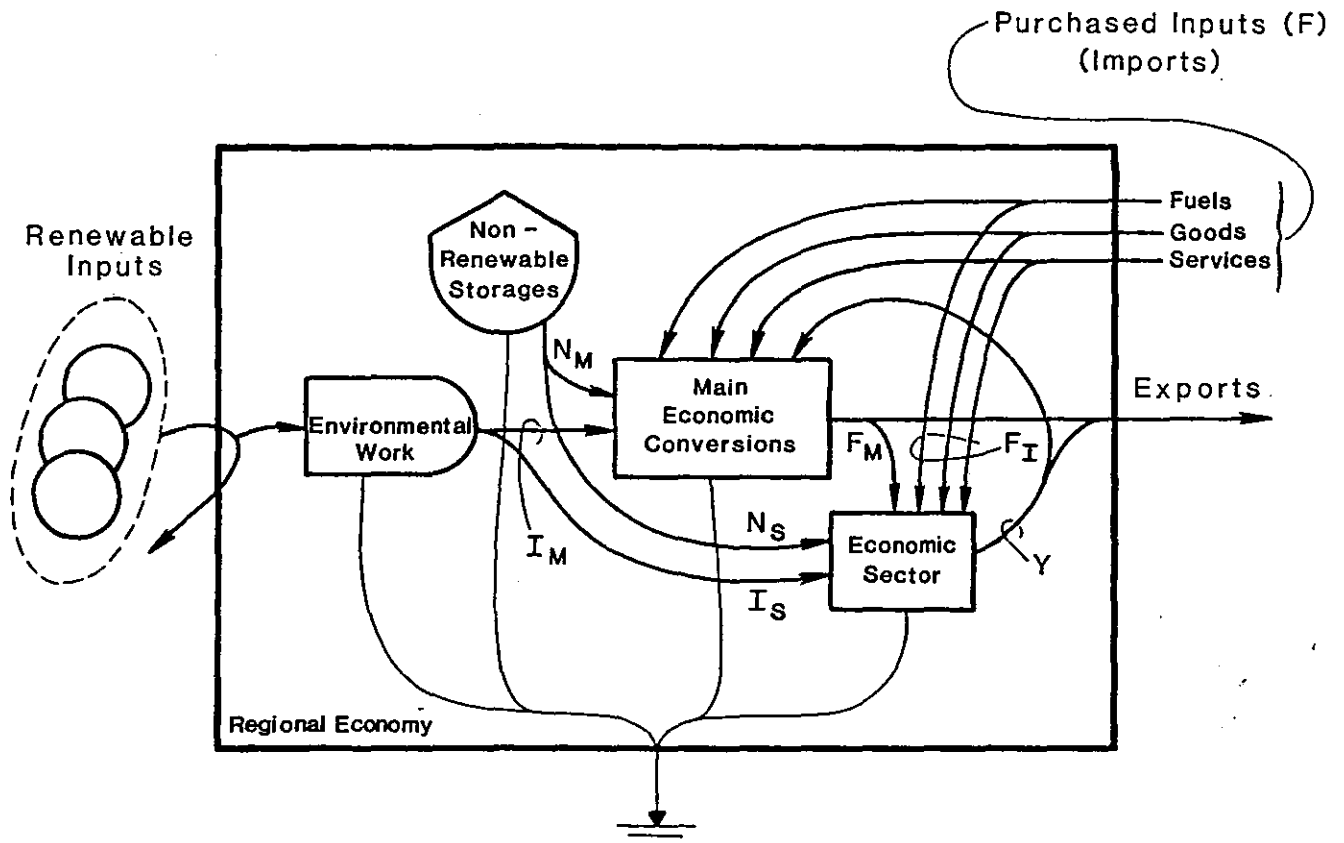 Purchased Inputs (F)
(Imports)
Renewable
Inputs
Non -
Renewable
Storages
Fuels
Goods
Services
N_M
Main
Economic
Conversions
Environmental
Work
Exports
F_M
F_I
I_M
N_S
I_S
Economic
Sector
Y
Regional Economy